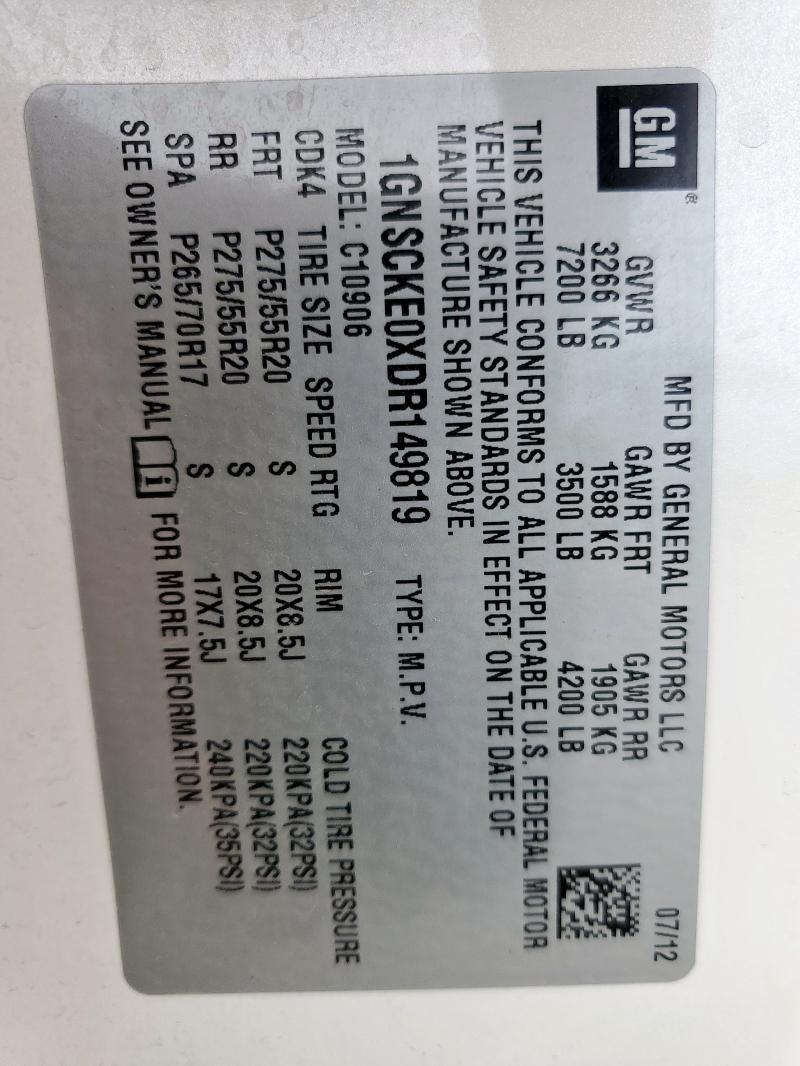 GM®
MFD BY GENERAL MOTORS LLC 07/12
GVWR GAWR FRT GAWR RR
3266 KG 1588 KG 1905 KG
7200 LB 3500 LB 4200 LB
THIS VEHICLE CONFORMS TO ALL APPLICABLE U.S. FEDERAL MOTOR
VEHICLE SAFETY STANDARDS IN EFFECT ON THE DATE OF
MANUFACTURE SHOWN ABOVE.
1GNSCKE0XDR149819 TYPE: M.P.V.
MODEL: C10906
CDK4 TIRE SIZE SPEED RTG RIM COLD TIRE PRESSURE
FRT P275/55R20 S 20X8.5J 220KPA(32PSI)
RR P275/55R20 S 20X8.5J 220KPA(32PSI)
SPA P265/70R17 S 17X7.5J 240KPA(35PSI)
SEE OWNER'S MANUAL i FOR MORE INFORMATION.